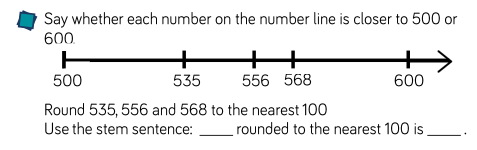 Say whether each number on the number line is closer to 500 or
600.
500 535 556 568 600
Round 535, 556 and 568 to the nearest 100
Use the stem sentence: ____ rounded to the nearest 100 is ____ .